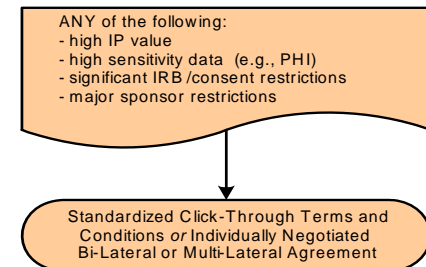 ANY of the following:
- high IP value
- high sensitivity data (e.g., PHI)
- significant IRB/consent restrictions
- major sponsor restrictions
Standardized Click-Through Terms and
Conditions or Individually Negotiated
Bi-Lateral or Multi-Lateral Agreement